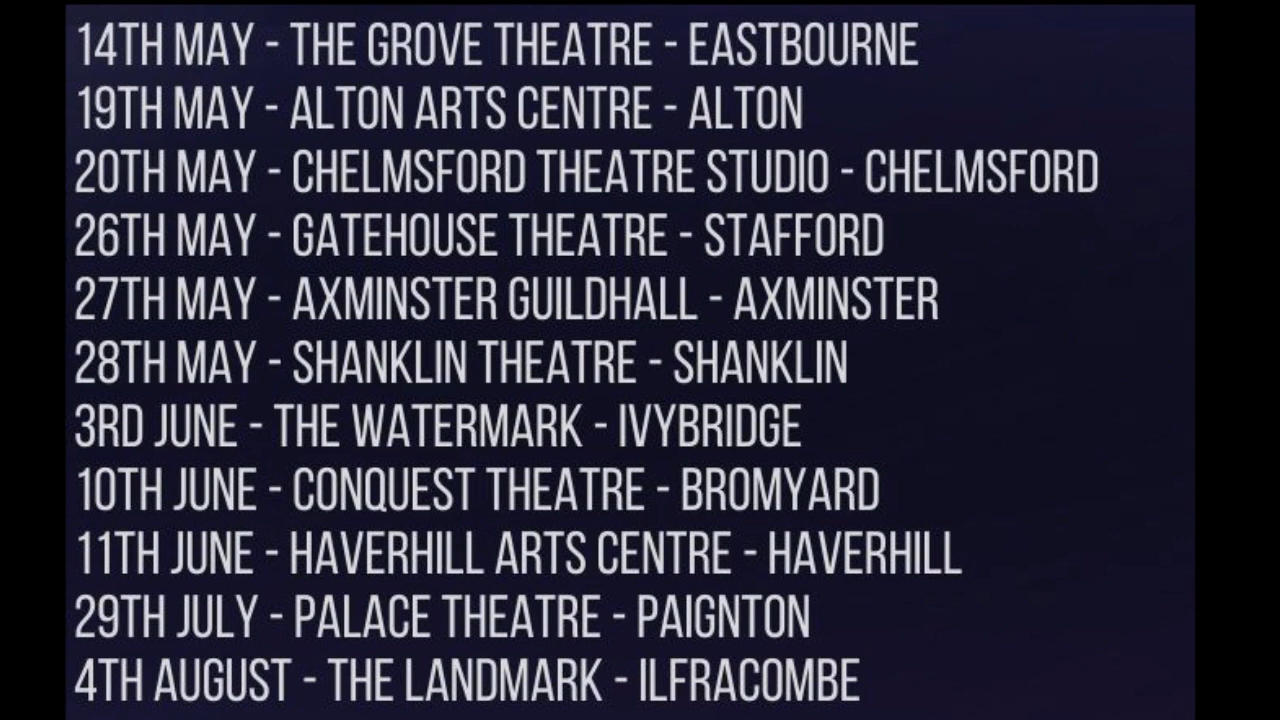 14TH MAY - THE GROVE THEATRE - EASTBOURNE
19TH MAY - ALTON ARTS CENTRE - ALTON
20TH MAY - CHELMSFORD THEATRE STUDIO - CHELMSFORD
26TH MAY - GATEHOUSE THEATRE - STAFFORD
27TH MAY - AXMINSTER GUILDHALL - AXMINSTER
28TH MAY - SHANKLIN THEATRE - SHANKLIN
3RD JUNE - THE WATERMARK - IVYBRIDGE
10TH JUNE - CONQUEST THEATRE - BROMYARD
11TH JUNE - HAVERHILL ARTS CENTRE - HAVERHILL
29TH JULY - PALACE THEATRE - PAIGNTON
4TH AUGUST - THE LANDMARK - ILFRACOMBE